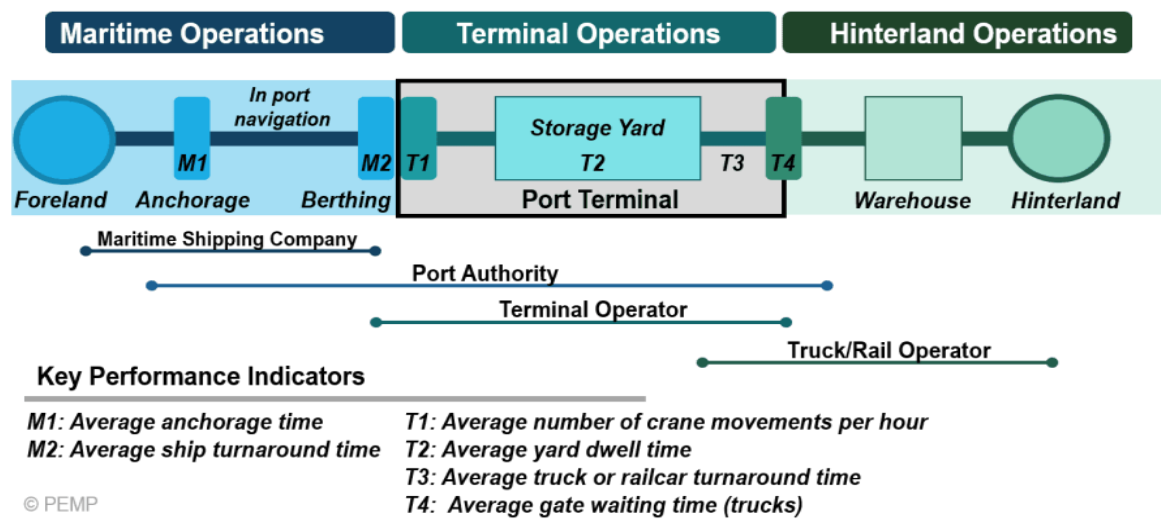 Maritime Operations
Terminal Operations
Hinterland Operations
In port
navigation
Storage Yard
M1
M2
T1
T2
T3
T4
Foreland
Anchorage
Berthing
Port Terminal
Warehouse
Hinterland
Maritime Shipping Company
Port Authority
Terminal Operator
Truck/Rail Operator
Key Performance Indicators
M1: Average anchorage time
M2: Average ship turnaround time
T1: Average number of crane movements per hour
T2: Average yard dwell time
T3: Average truck or railcar turnaround time
T4: Average gate waiting time (trucks)
© PEMP